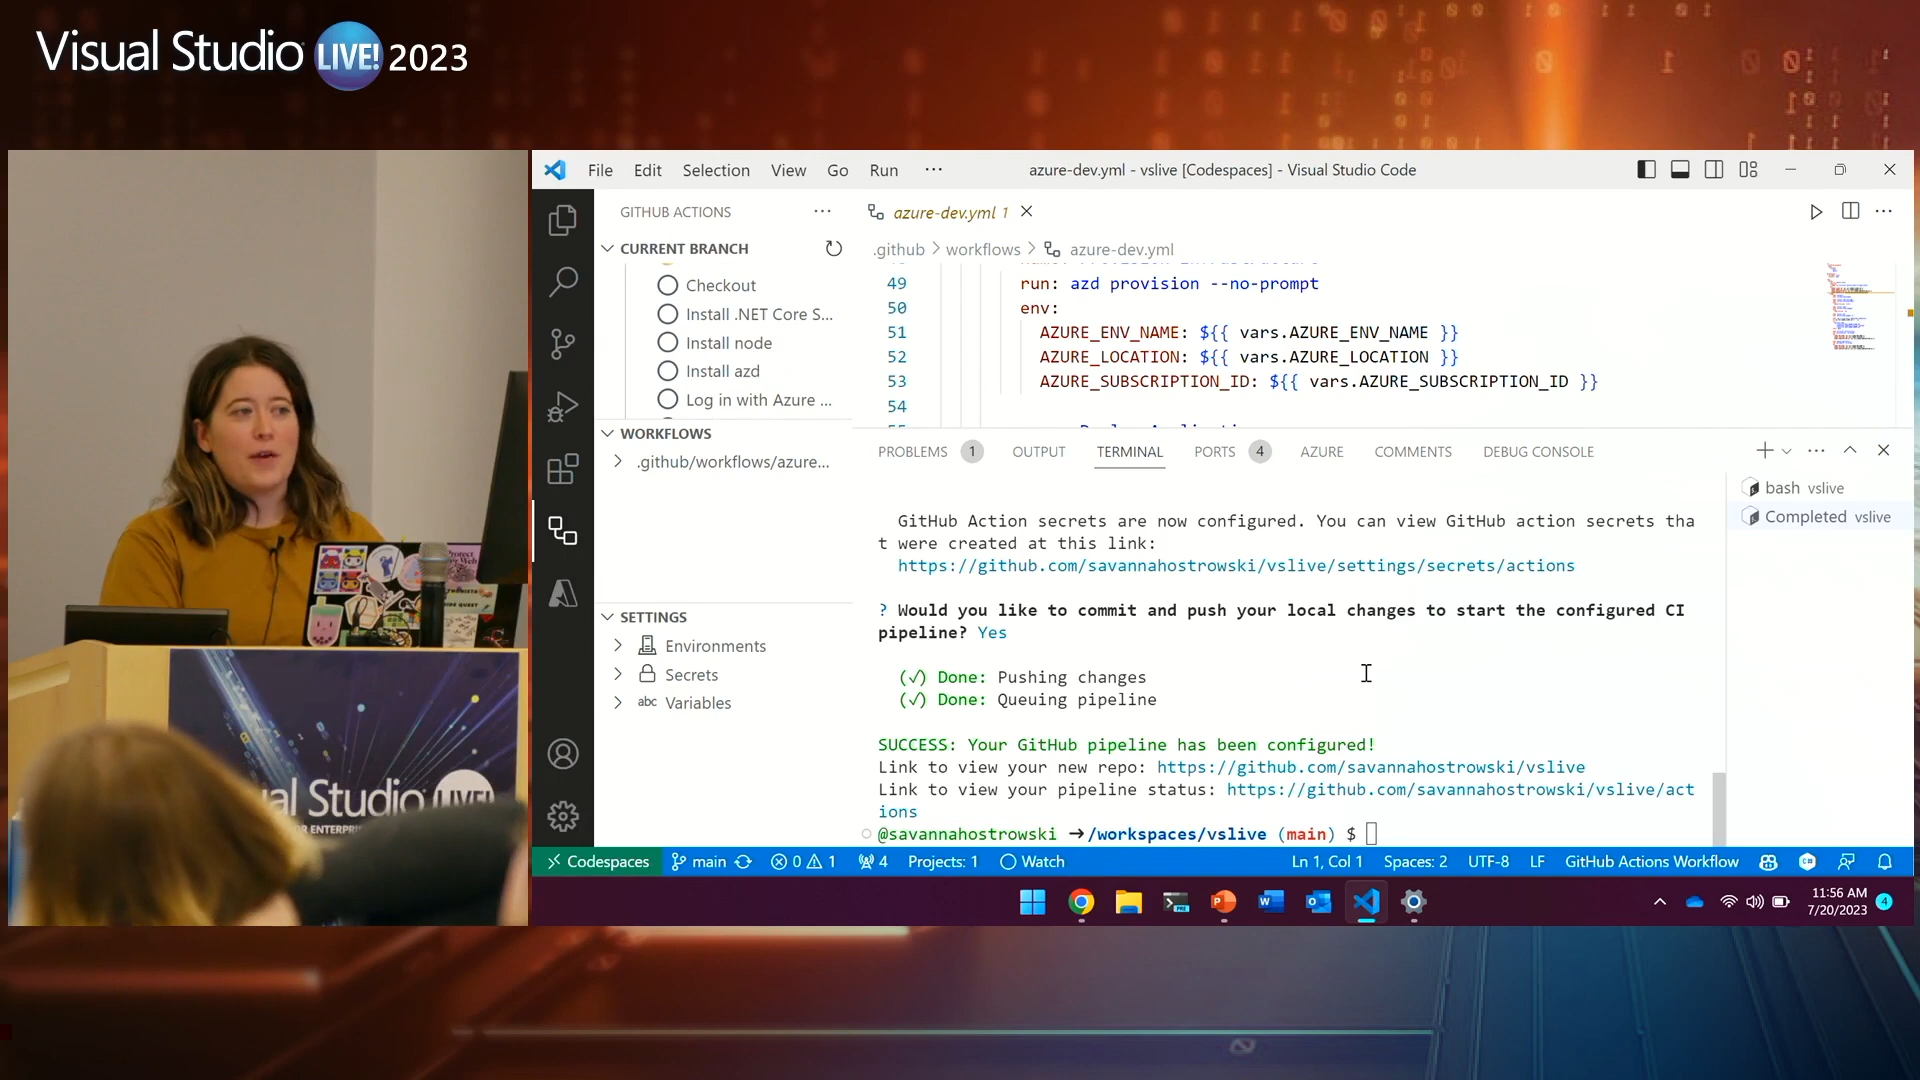 Visual Studio LIVE! 2023
File Edit Selection View Go Run ···
azure-dev.yml - vslive [Codespaces] - Visual Studio Code
GITHUB ACTIONS ···
CURRENT BRANCH
Checkout
Install .NET Core S...
Install node
Install azd
Log in with Azure ...
WORKFLOWS
.github/workflows/azure...
SETTINGS
Environments
Secrets
abc Variables
azure-dev.yml 1
.github > workflows > azure-dev.yml
49 run: azd provision --no-prompt
50 env:
51 AZURE_ENV_NAME: ${{ vars.AZURE_ENV_NAME }}
52 AZURE_LOCATION: ${{ vars.AZURE_LOCATION }}
53 AZURE_SUBSCRIPTION_ID: ${{ vars.AZURE_SUBSCRIPTION_ID }}
54
PROBLEMS 1 OUTPUT TERMINAL PORTS 4 AZURE COMMENTS DEBUG CONSOLE
bash vslive
Completed vslive
GitHub Action secrets are now configured. You can view GitHub action secrets tha
t were created at this link:
https://github.com/savannahostrowski/vslive/settings/secrets/actions
? Would you like to commit and push your local changes to start the configured CI
pipeline? Yes
(✓) Done: Pushing changes
(✓) Done: Queuing pipeline
SUCCESS: Your GitHub pipeline has been configured!
Link to view your new repo: https://github.com/savannahostrowski/vslive
Link to view your pipeline status: https://github.com/savannahostrowski/vslive/act
ions
@savannahostrowski →/workspaces/vslive (main) $
Codespaces main 0 1 4 Projects: 1 Watch
Ln 1, Col 1 Spaces: 2 UTF-8 LF GitHub Actions Workflow
11:56 AM
7/20/2023 4
al Studio LIVE!